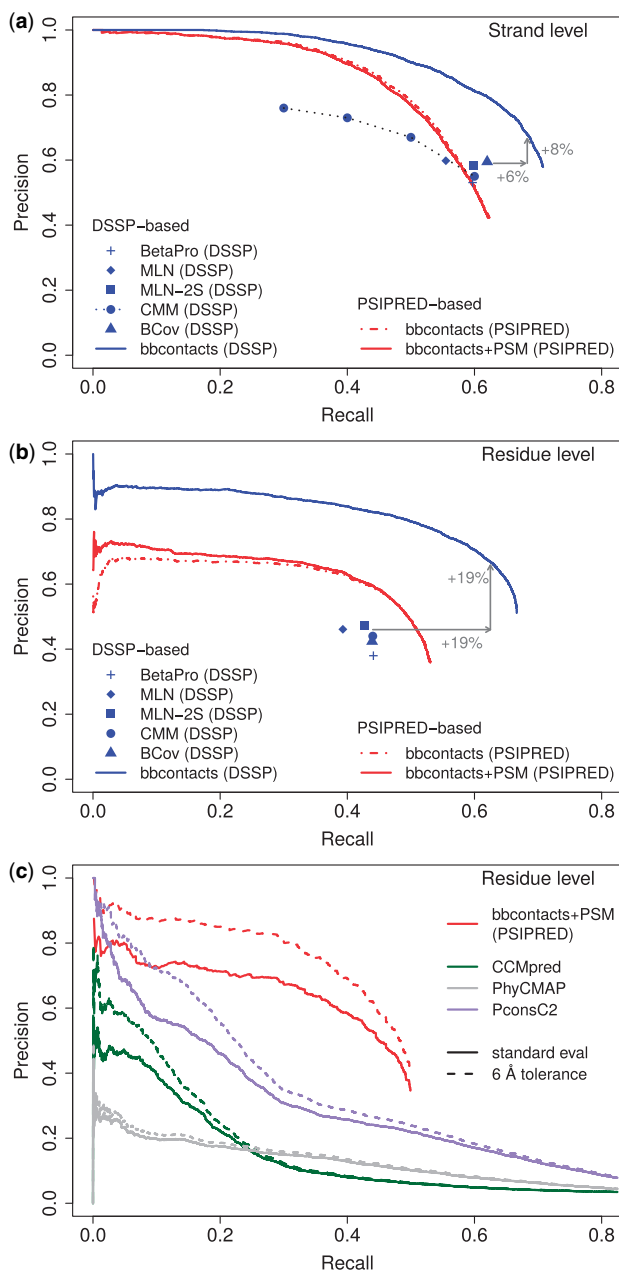 (a)
Strand level
Precision
0.0 0.2 0.4 0.6 0.8 1.0
+8%
+6%
DSSP-based
BetaPro (DSSP)
MLN (DSSP)
MLN-2S (DSSP)
CMM (DSSP)
BCov (DSSP)
bbcontacts (DSSP)
PSIPRED-based
bbcontacts (PSIPRED)
bbcontacts+PSM (PSIPRED)
0.0 0.2 0.4 0.6 0.8
Recall
(b)
Residue level
Precision
0.0 0.2 0.4 0.6 0.8 1.0
+19%
+19%
DSSP-based
BetaPro (DSSP)
MLN (DSSP)
MLN-2S (DSSP)
CMM (DSSP)
BCov (DSSP)
bbcontacts (DSSP)
PSIPRED-based
bbcontacts (PSIPRED)
bbcontacts+PSM (PSIPRED)
0.0 0.2 0.4 0.6 0.8
Recall
(c)
Residue level
Precision
0.0 0.2 0.4 0.6 0.8 1.0
bbcontacts+PSM
(PSIPRED)
CCMpred
PhyCMAP
PconsC2
standard eval
6 Å tolerance
0.0 0.2 0.4 0.6 0.8
Recall